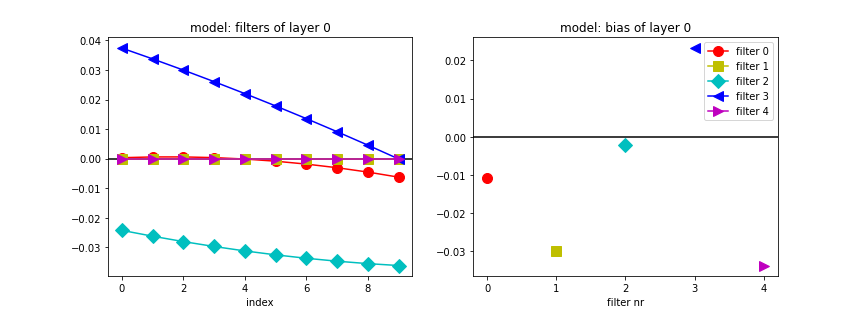 model: filters of layer 0
0.04
0.03
0.02
0.01
0.00
−0.01
−0.02
−0.03
0 2 4 6 8
index
model: bias of layer 0
0.02
0.01
0.00
−0.01
−0.02
−0.03
0 1 2 3 4
filter nr
filter 0
filter 1
filter 2
filter 3
filter 4